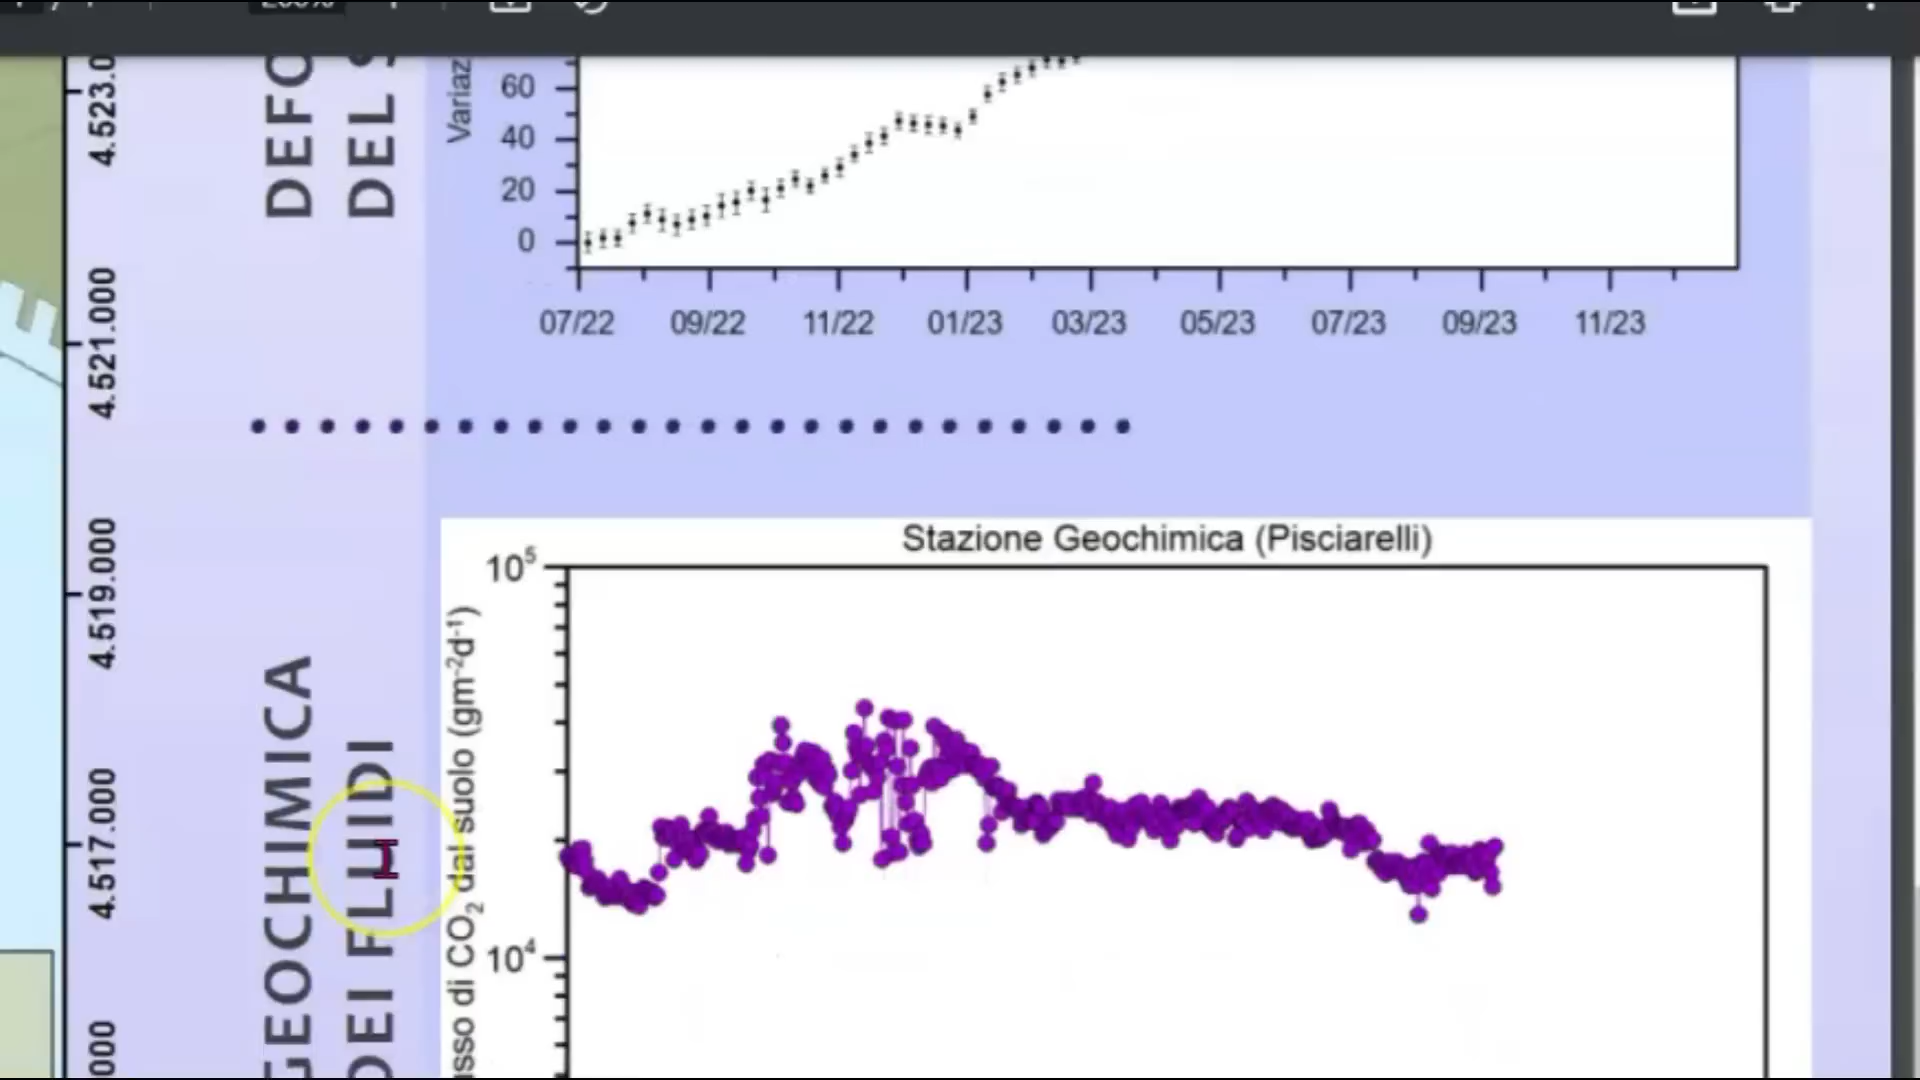 4.523.0
4.521.000
4.519.000
4.517.000
000
DEFO
DEL
Variaz
60
40
20
0
07/22 09/22 11/22 01/23 03/23 05/23 07/23 09/23 11/23
GEOCHIMICA
DEI FLUIDI
Stazione Geochimica (Pisciarelli)
usso di CO₂ dal suolo (gm⁻²d⁻¹)
10⁵
10⁴